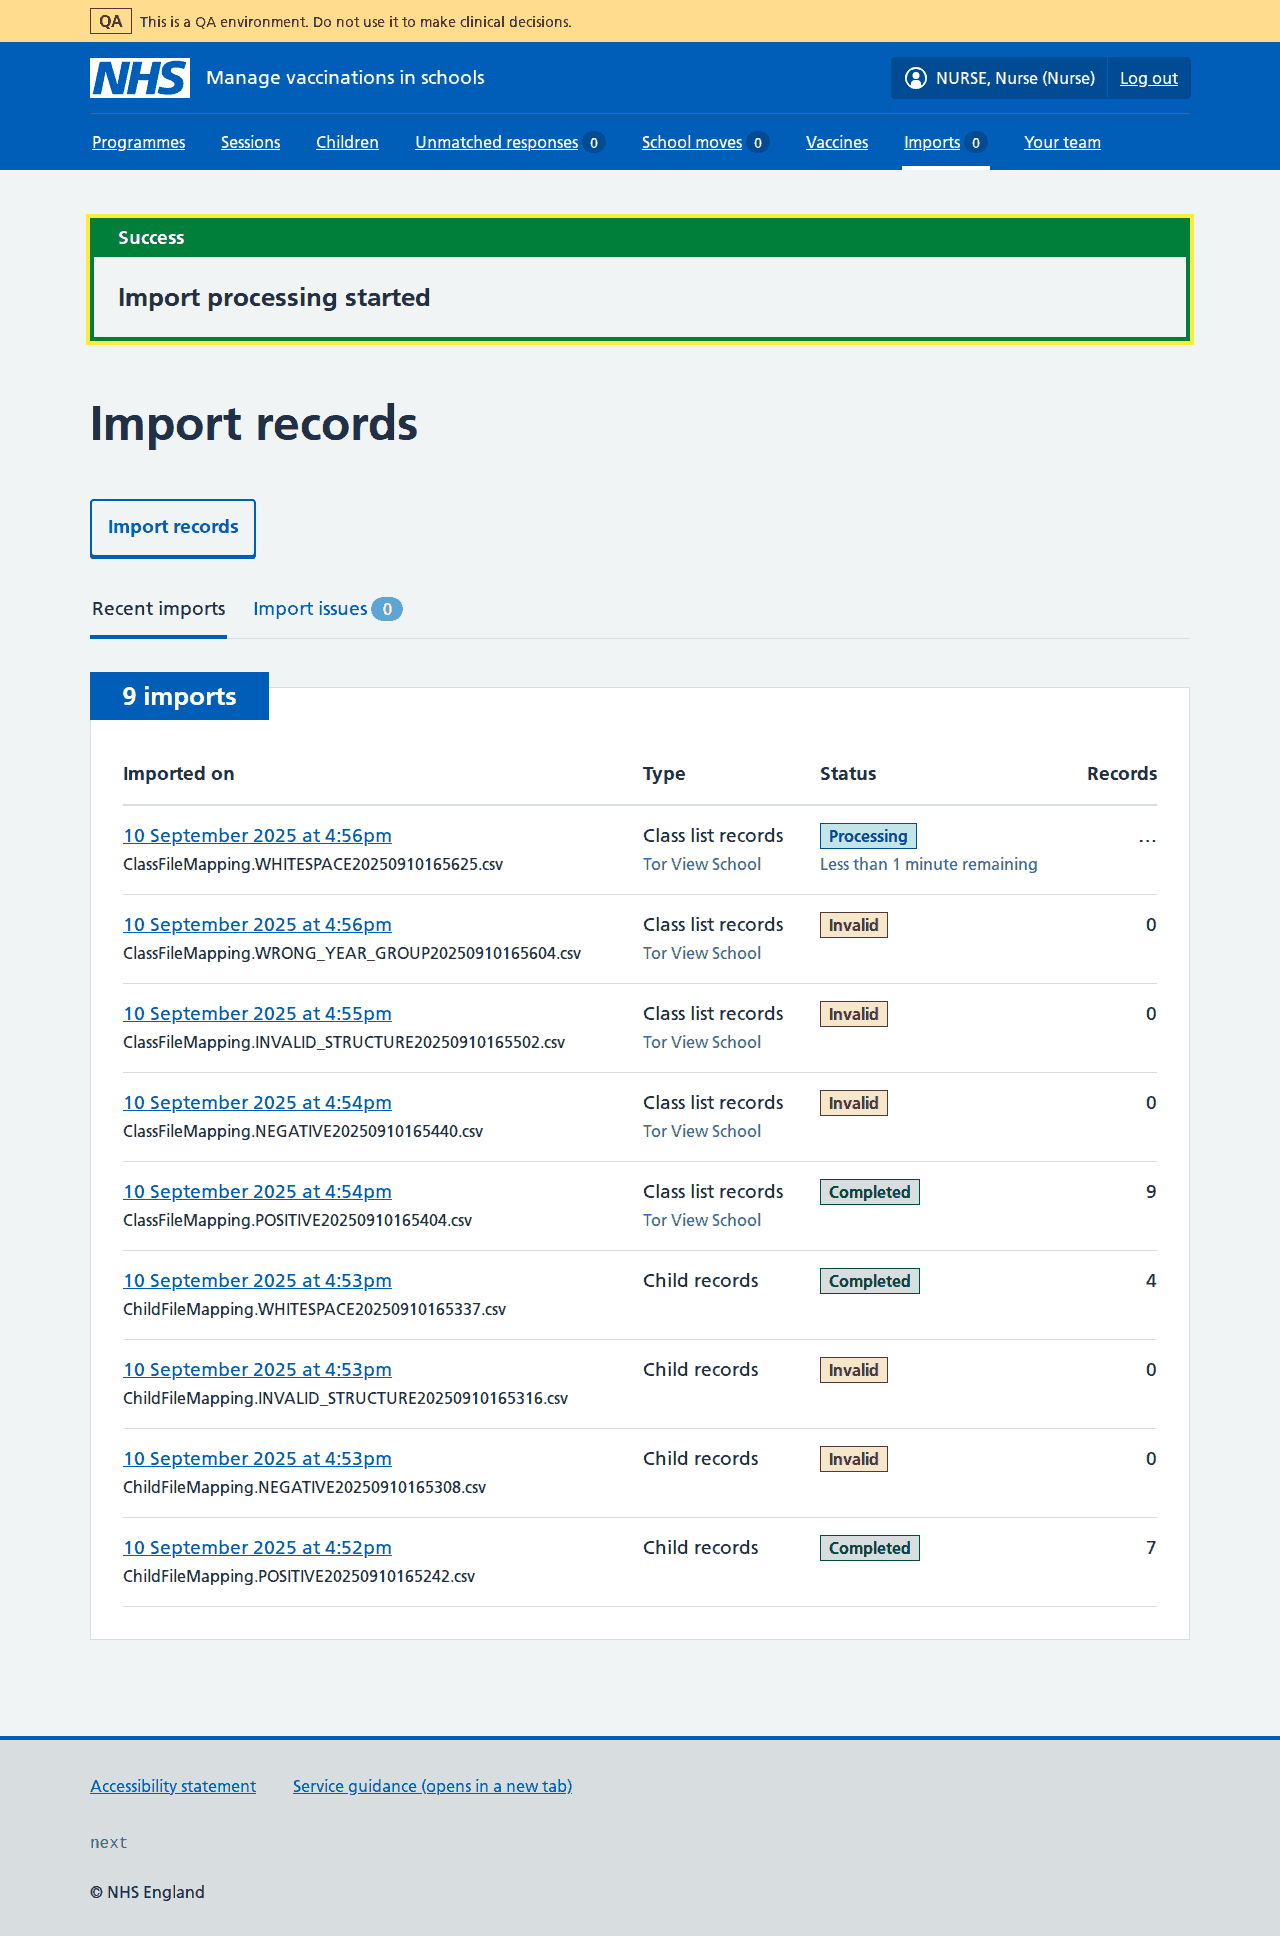 QA This is a QA environment. Do not use it to make clinical decisions.
NHS Manage vaccinations in schools NURSE, Nurse (Nurse) Log out
Programmes Sessions Children Unmatched responses 0 School moves 0 Vaccines Imports 0 Your team
Success
Import processing started
Import records
Import records
Recent imports Import issues 0
9 imports
Imported on Type Status Records
10 September 2025 at 4:56pm Class list records Processing ...
ClassFileMapping.WHITESPACE20250910165625.csv Tor View School Less than 1 minute remaining
10 September 2025 at 4:56pm Class list records Invalid 0
ClassFileMapping.WRONG_YEAR_GROUP20250910165604.csv Tor View School
10 September 2025 at 4:55pm Class list records Invalid 0
ClassFileMapping.INVALID_STRUCTURE20250910165502.csv Tor View School
10 September 2025 at 4:54pm Class list records Invalid 0
ClassFileMapping.NEGATIVE20250910165440.csv Tor View School
10 September 2025 at 4:54pm Class list records Completed 9
ClassFileMapping.POSITIVE20250910165404.csv Tor View School
10 September 2025 at 4:53pm Child records Completed 4
ChildFileMapping.WHITESPACE20250910165337.csv
10 September 2025 at 4:53pm Child records Invalid 0
ChildFileMapping.INVALID_STRUCTURE20250910165316.csv
10 September 2025 at 4:53pm Child records Invalid 0
ChildFileMapping.NEGATIVE20250910165308.csv
10 September 2025 at 4:52pm Child records Completed 7
ChildFileMapping.POSITIVE20250910165242.csv
Accessibility statement Service guidance (opens in a new tab)
next
© NHS England